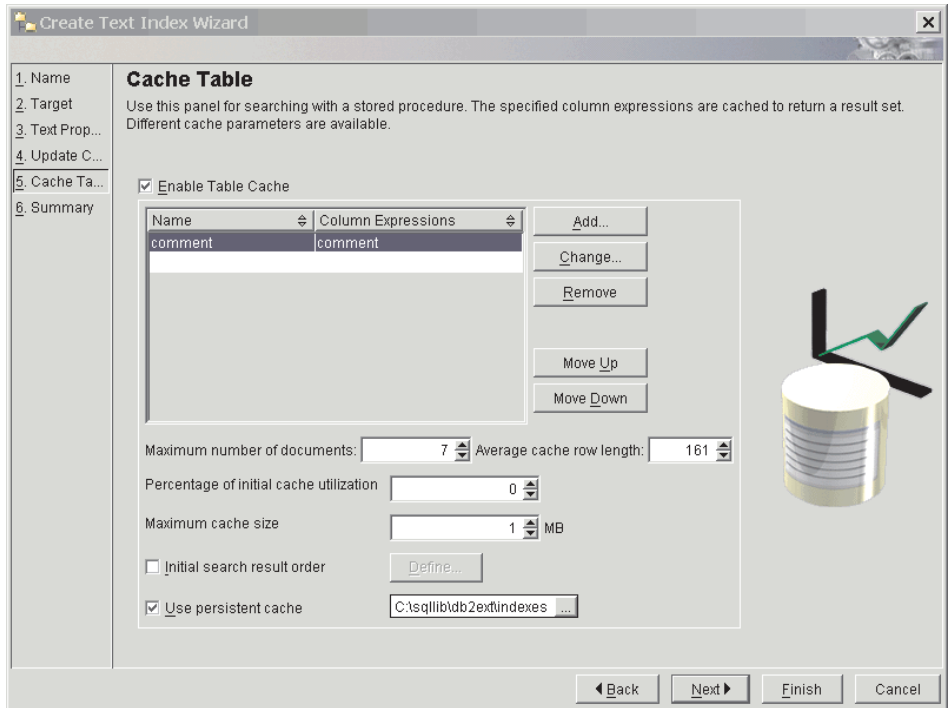 Create Text Index Wizard
1. Name
2. Target
3. Text Prop...
4. Update C...
5. Cache Ta...
6. Summary
Cache Table
Use this panel for searching with a stored procedure. The specified column expressions are cached to return a result set.
Different cache parameters are available.
Enable Table Cache
Name Column Expressions
comment comment
Add...
Change...
Remove
Move Up
Move Down
Maximum number of documents: 7 Average cache row length: 161
Percentage of initial cache utilization 0
Maximum cache size 1 MB
Initial search result order Define...
Use persistent cache C:\sqllib\db2ext\indexes ...
Back Next Finish Cancel